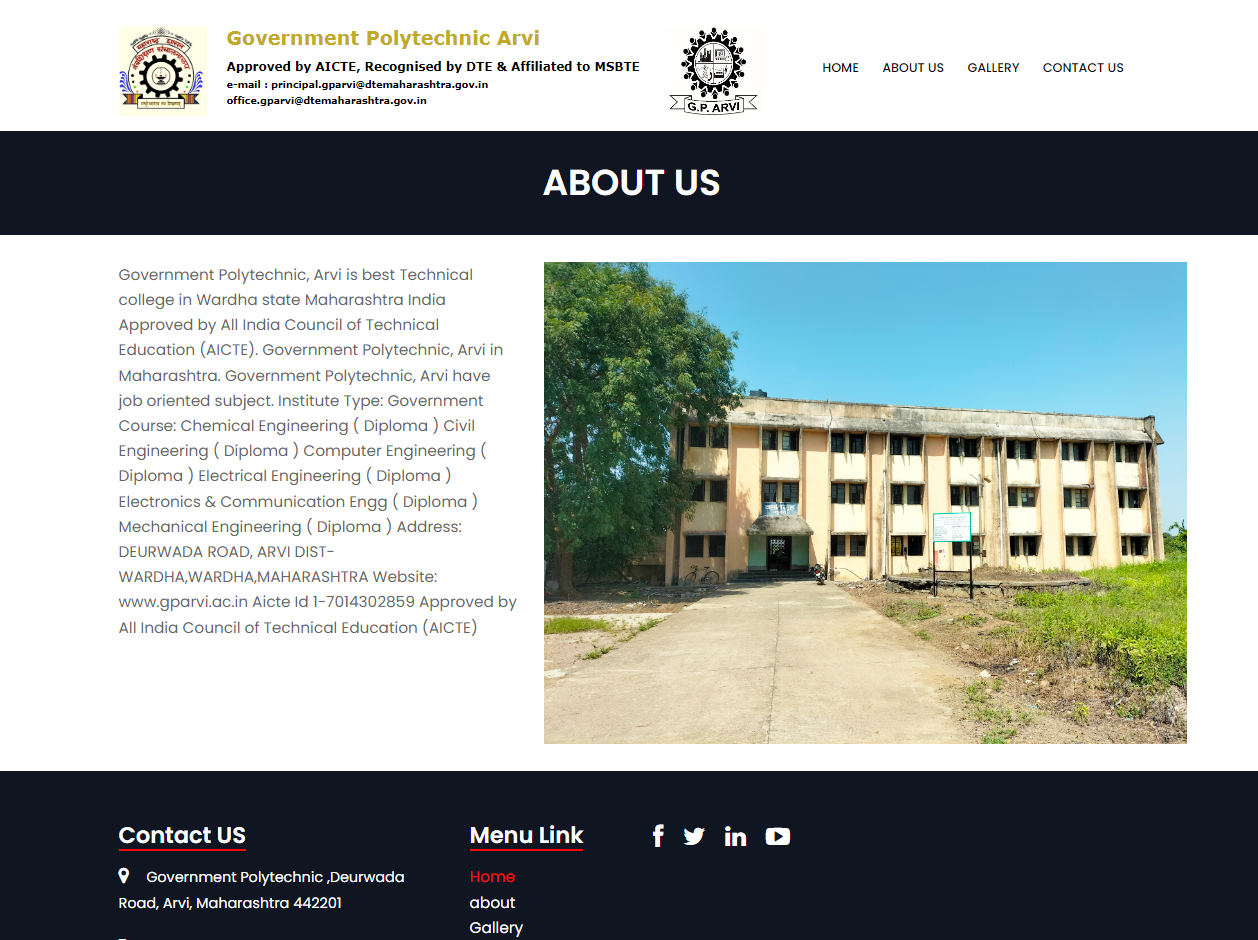 Government Polytechnic Arvi
Approved by AICTE, Recognised by DTE & Affiliated to MSBTE
e-mail : principal.gparvi@dtemaharashtra.gov.in
office.gparvi@dtemaharashtra.gov.in
G.P. ARVI
HOME ABOUT US GALLERY CONTACT US
ABOUT US
Government Polytechnic, Arvi is best Technical
college in Wardha state Maharashtra India
Approved by All India Council of Technical
Education (AICTE). Government Polytechnic, Arvi in
Maharashtra. Government Polytechnic, Arvi have
job oriented subject. Institute Type: Government
Course: Chemical Engineering ( Diploma ) Civil
Engineering ( Diploma ) Computer Engineering (
Diploma ) Electrical Engineering ( Diploma )
Electronics & Communication Engg ( Diploma )
Mechanical Engineering ( Diploma ) Address:
DEURWADA ROAD, ARVI DIST-
WARDHA,WARDHA,MAHARASHTRA Website:
www.gparvi.ac.in Aicte Id 1-7014302859 Approved by
All India Council of Technical Education (AICTE)
Contact US
Government Polytechnic ,Deurwada
Road, Arvi, Maharashtra 442201
Menu Link
Home
about
Gallery